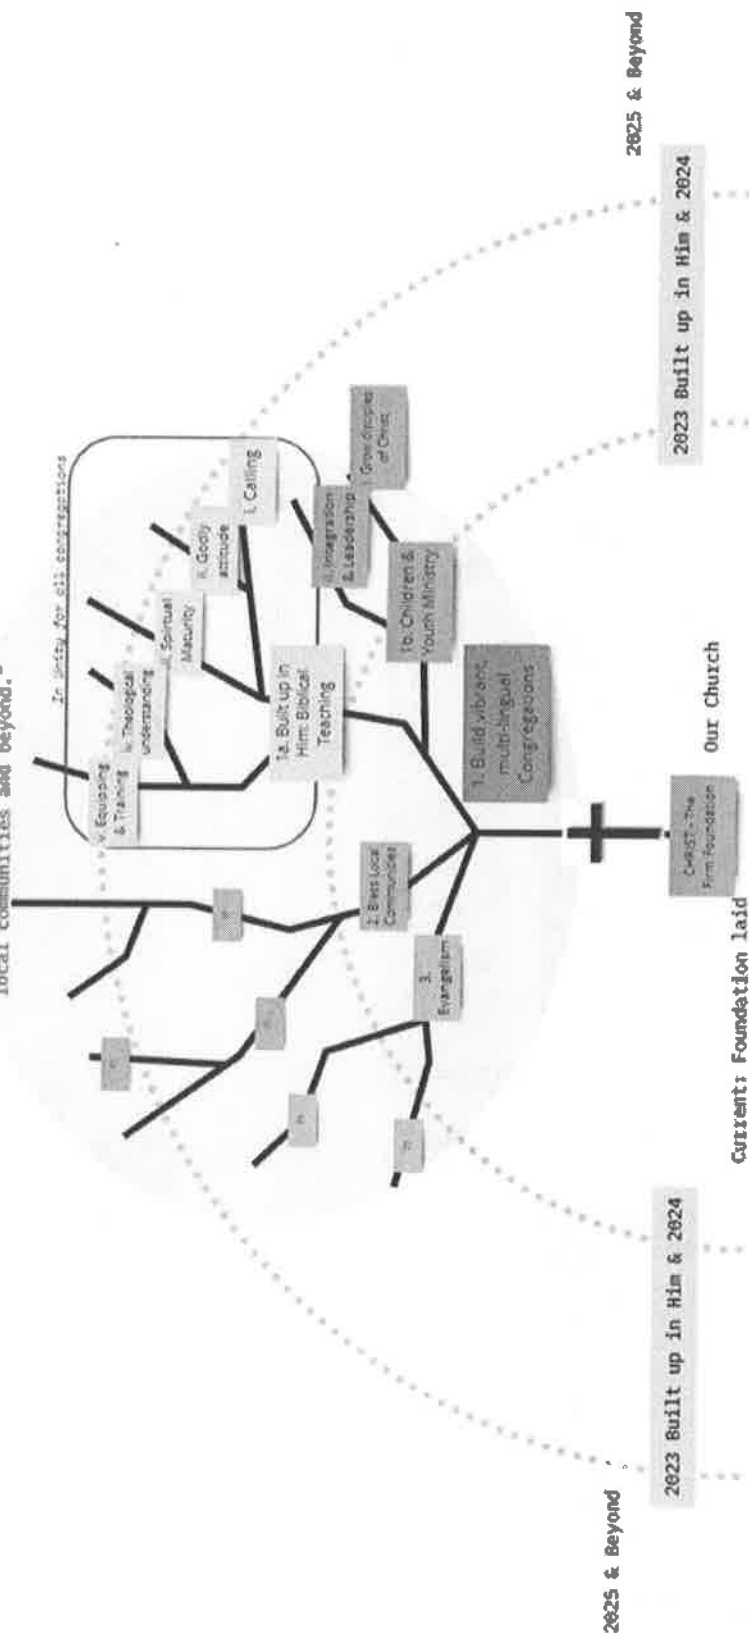 local communities and beyond."
In Unity for all congregations
v. Equipping
& Training
iv. Theological
understanding
iii. Spiritual
Maturity
ii. Godly
attitude
i. Calling
1a. Built up in
Him: Biblical
Teaching
ii. Integration
& Leadership
i. Grow disciples
of Christ
1b. Children &
Youth Ministry
2. Bless Local
Communities
3.
Evangelism
1. Build vibrant,
multi-lingual
Congregations
CHRIST - The
Firm Foundation
Our Church
Current: Foundation laid
2023 Built up in Him & 2024
2023 Built up in Him & 2024
2025 & Beyond
2025 & Beyond